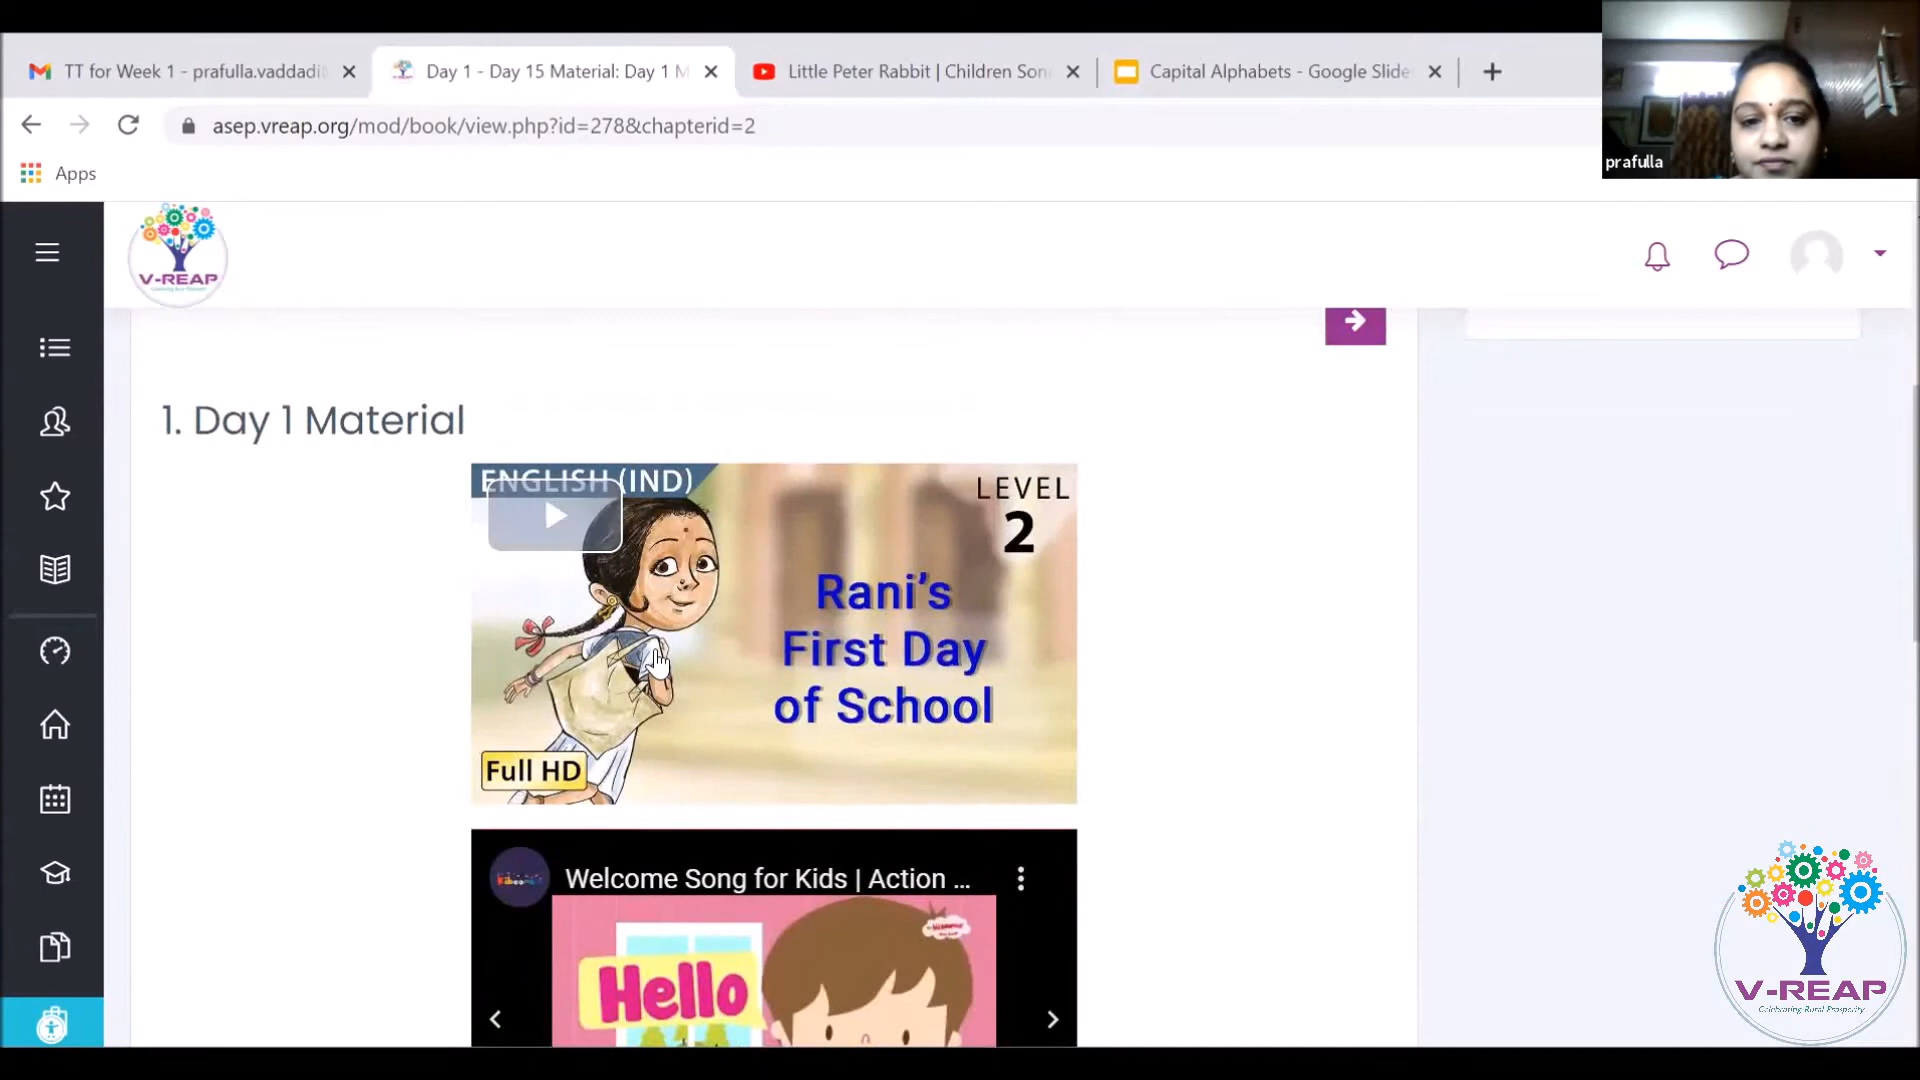 TT for Week 1 - prafulla.vaddadi
Day 1 - Day 15 Material: Day 1 M
Little Peter Rabbit | Children Son
Capital Alphabets - Google Slide
asep.vreap.org/mod/book/view.php?id=278&chapterid=2
prafulla
Apps
V-REAP
1. Day 1 Material
ENGLISH (IND)
LEVEL
2
Rani's
First Day
of School
Full HD
Welcome Song for Kids | Action ...
Hello
V-REAP
Celebrating Rural Prosperity